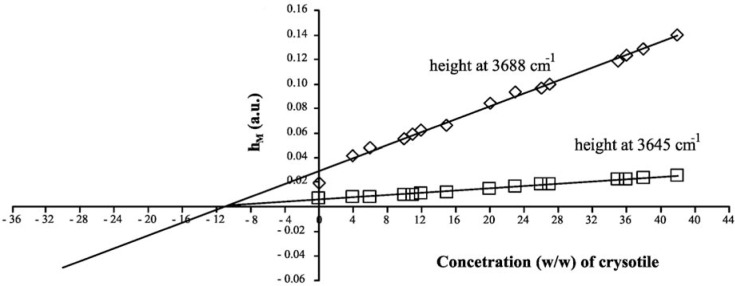 0.16
0.14
0.12
0.10
0.08
0.06
0.04
0.02
-0.02
-0.04
-0.06
hM (a.u.)
height at 3688 cm-1
height at 3645 cm-1
-36 -32 -28 -24 -20 -16 -12 -8 -4 0 4 8 12 16 20 24 28 32 36 40 44
Concetration (w/w) of crysotile